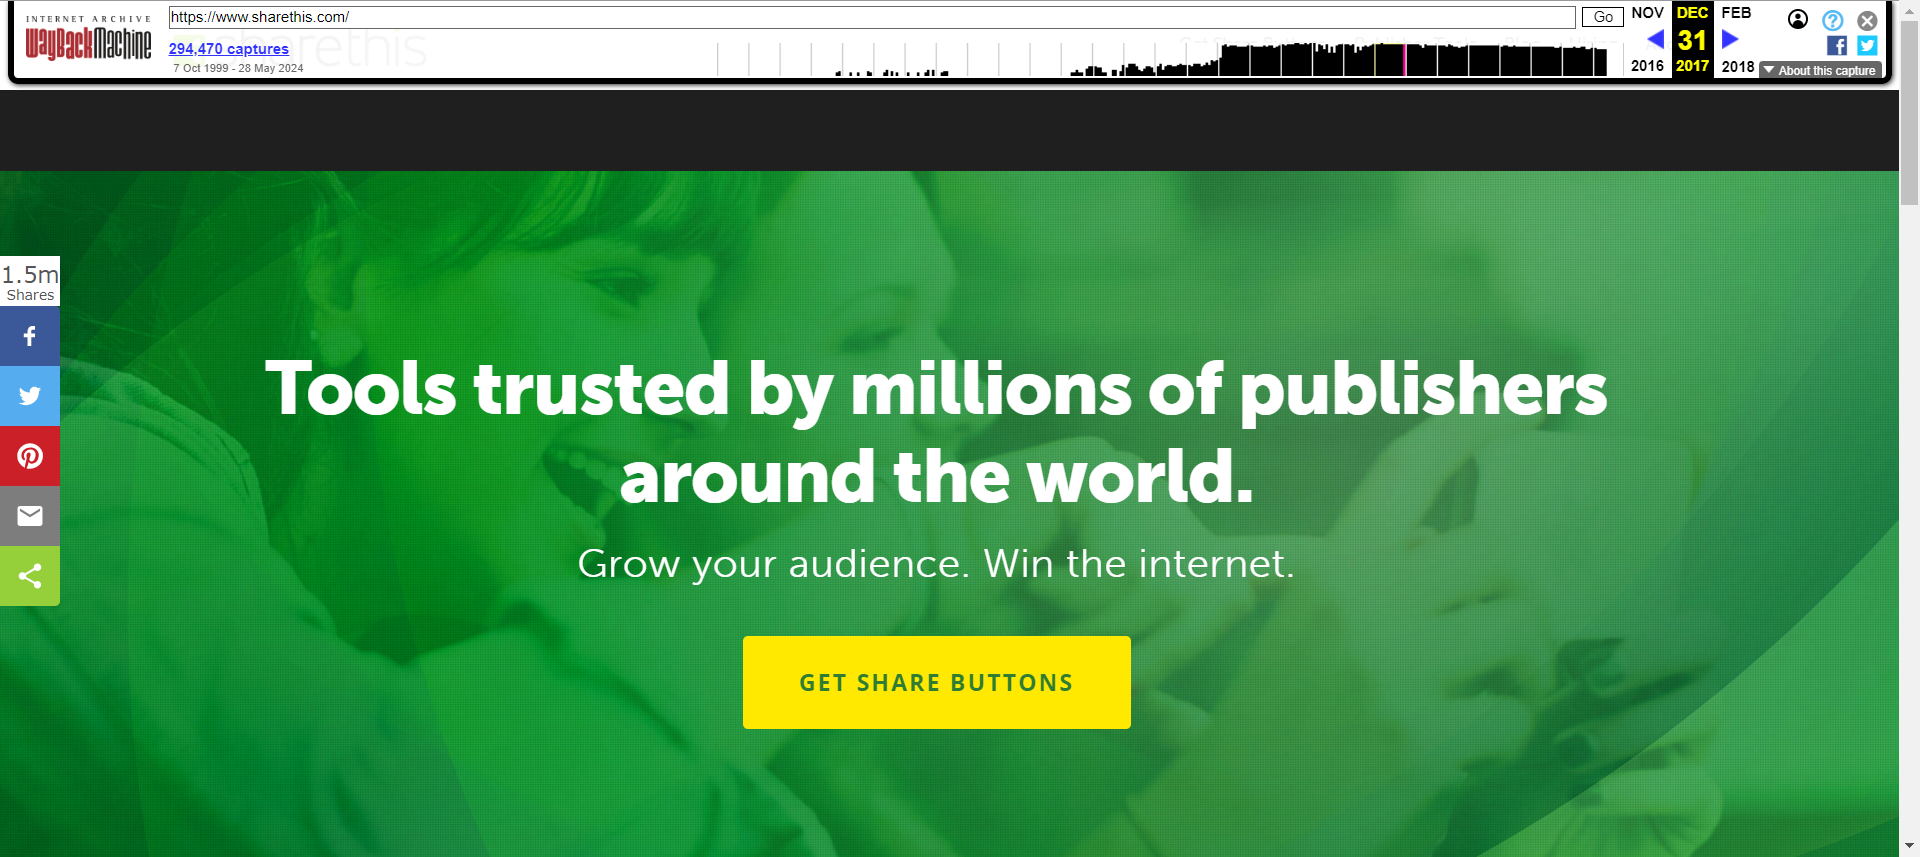 INTERNET ARCHIVE
WayBackMachine
https://www.sharethis.com/
Go
294,470 captures
7 Oct 1999 - 28 May 2024
NOV
DEC
FEB
31
2016
2017
2018
About this capture
sharethis
1.5m
Shares
Tools trusted by millions of publishers
around the world.
Grow your audience. Win the internet.
GET SHARE BUTTONS